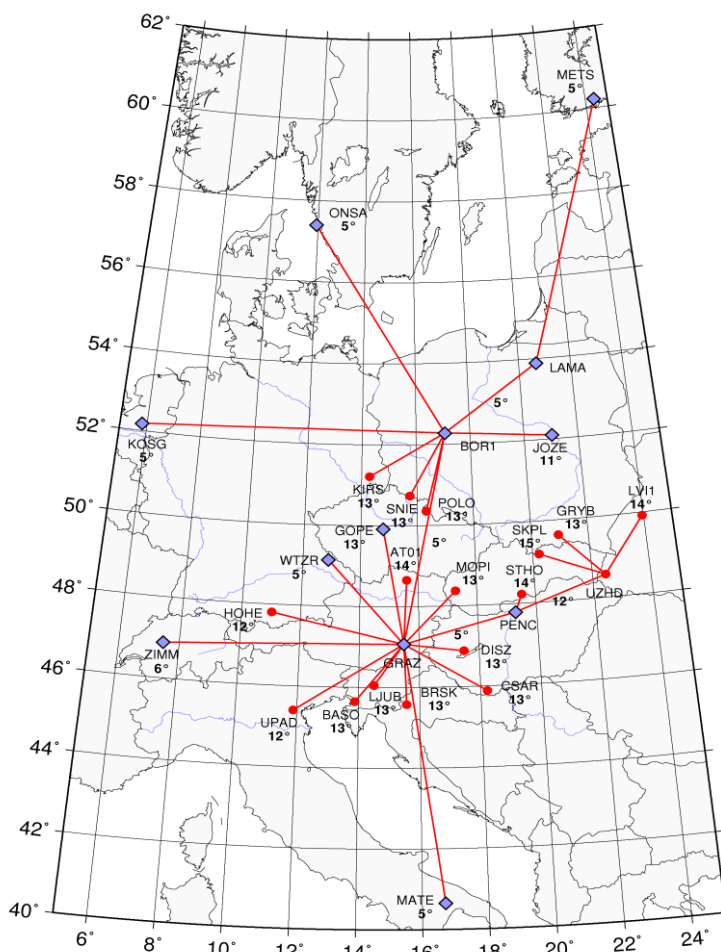 62°
METS
5°
60°
58°
ONSA
5°
56°
54°
LAMA
5°
52°
KOSG
5°
BOR1
JOZE
11°
50°
KIRS
13°
SNIE
13°
POLO
13°
LVI1
14°
GRYB
13°
SKPL
15°
GOPE
13°
5°
AT01
14°
WTZR
5°
MOPI
13°
STHO
14°
48°
UZHD
12°
HOHE
12°
PENC
ZIMM
6°
5°
GRAZ
DISZ
13°
46°
LJUB
13°
BRSK
13°
CSAR
13°
UPAD
12°
BASO
13°
44°
42°
MATE
5°
40°
6°
8°
10°
12°
14°
16°
18°
20°
22°
24°